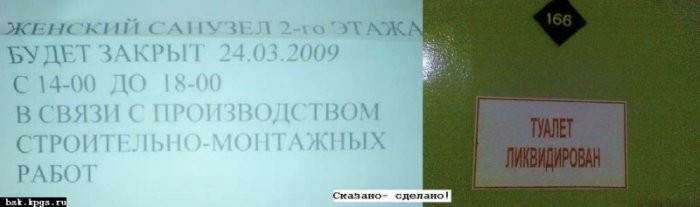 ЖЕНСКИЙ САНУЗЕЛ 2-го ЭТАЖА
БУДЕТ ЗАКРЫТ 24.03.2009
С 14-00 ДО 18-00
В СВЯЗИ С ПРОИЗВОДСТВОМ
СТРОИТЕЛЬНО-МОНТАЖНЫХ
РАБОТ
166
ТУАЛЕТ
ЛИКВИДИРОВАН
Сказано- сделано!
bak.kpgs.ru